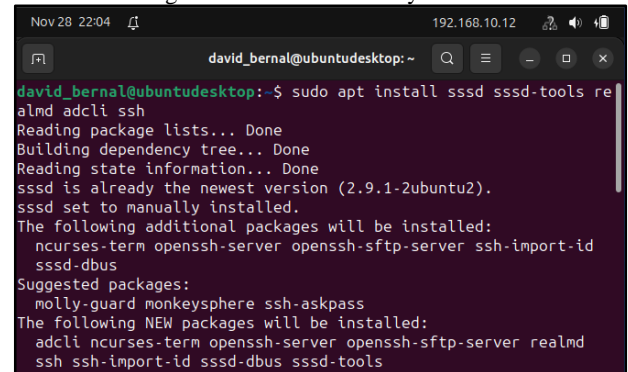 Nov 28 22:04 192.168.10.12
david_bernal@ubuntudesktop: ~
david_bernal@ubuntudesktop:~$ sudo apt install sssd sssd-tools re
almd adcli ssh
Reading package lists... Done
Building dependency tree... Done
Reading state information... Done
sssd is already the newest version (2.9.1-2ubuntu2).
sssd set to manually installed.
The following additional packages will be installed:
  ncurses-term openssh-server openssh-sftp-server ssh-import-id
  sssd-dbus
Suggested packages:
  molly-guard monkeysphere ssh-askpass
The following NEW packages will be installed:
  adcli ncurses-term openssh-server openssh-sftp-server realmd
  ssh ssh-import-id sssd-dbus sssd-tools